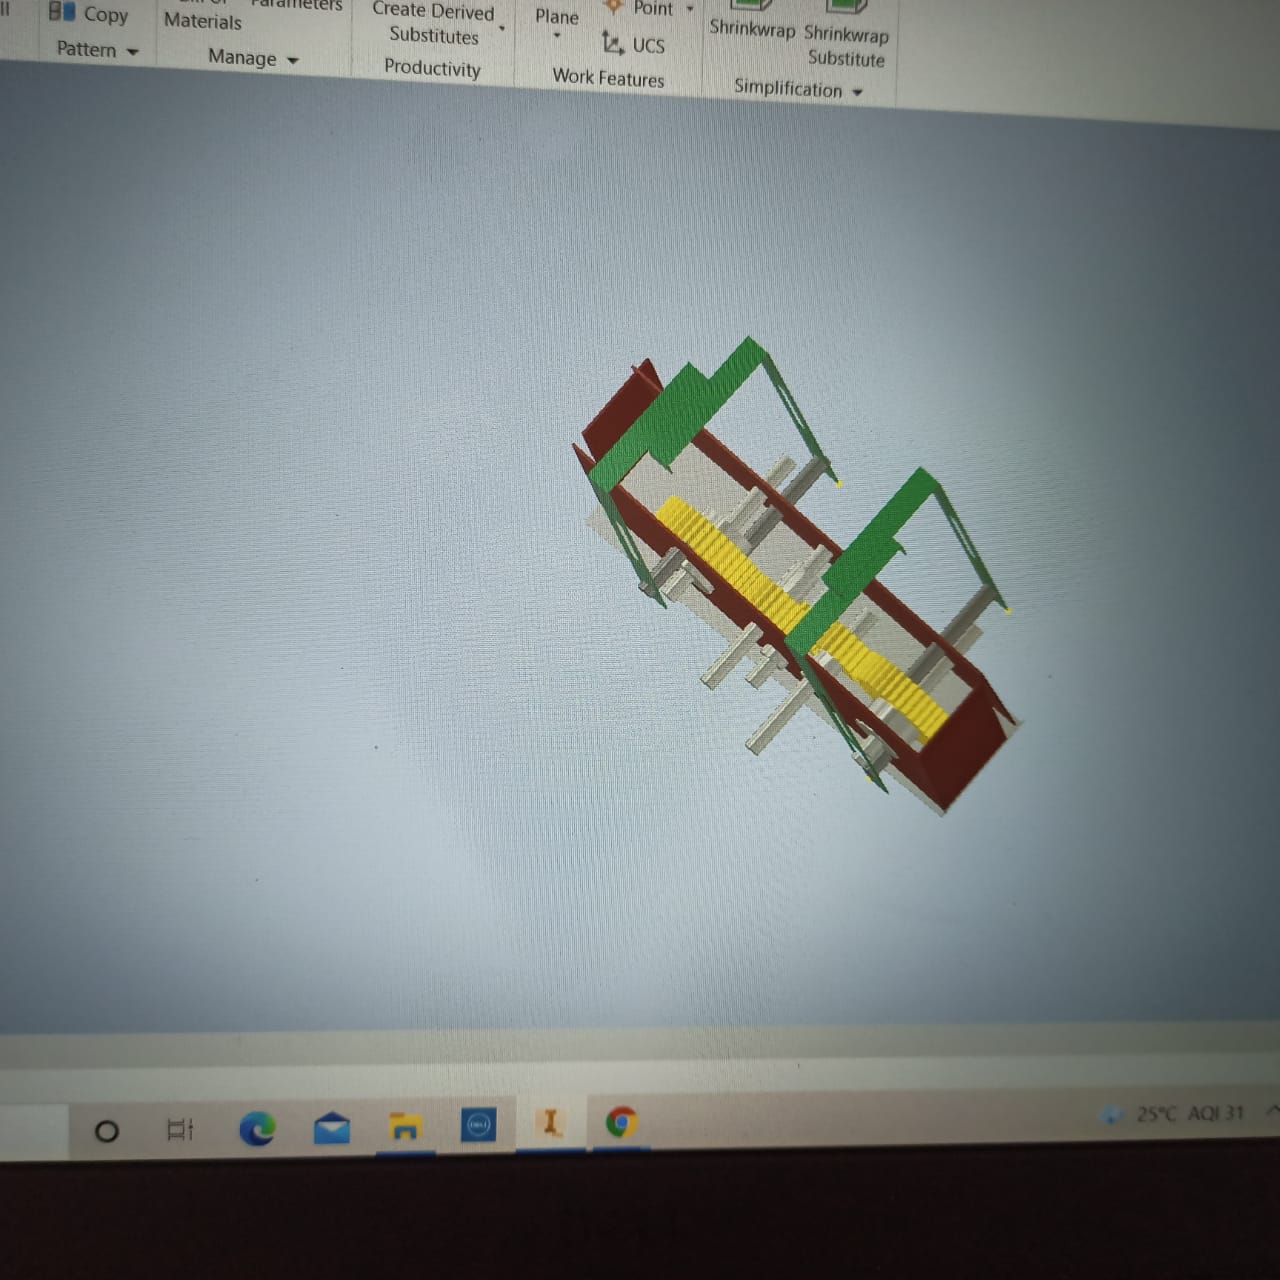 Copy
Pattern
Materials
Manage
Parameters
Create Derived
Substitutes
Productivity
Plane
Point
UCS
Work Features
Shrinkwrap
Shrinkwrap
Substitute
Simplification
DELL
25°C AQI 31